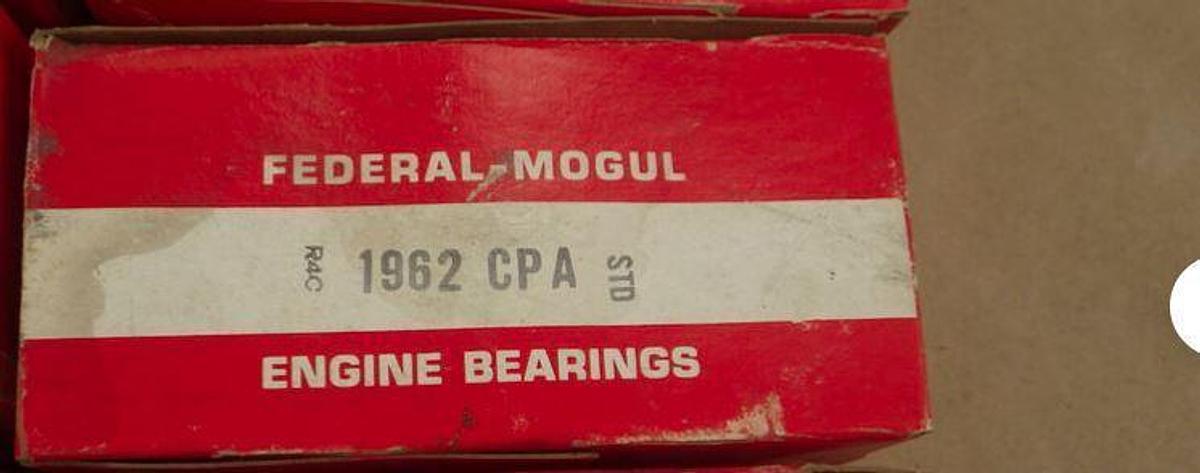 FEDERAL-MOGUL
R4C 1962 CPA STD
ENGINE BEARINGS